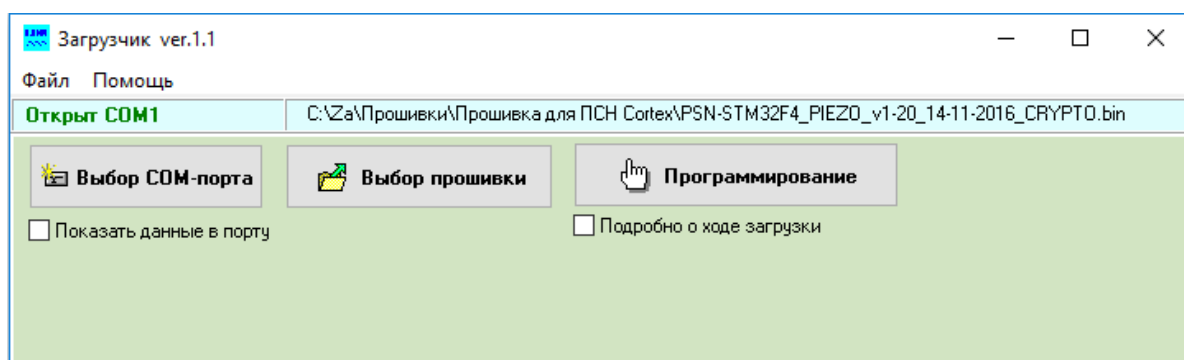 Загрузчик ver.1.1
Файл Помощь
Открыт COM1 C:\Za\Прошивки\Прошивка для ПСН Cortex\PSN-STM32F4_PIEZO_v1-20_14-11-2016_CRYPTO.bin
Выбор COM-порта Выбор прошивки Программирование
Показать данные в порту Подробно о ходе загрузки